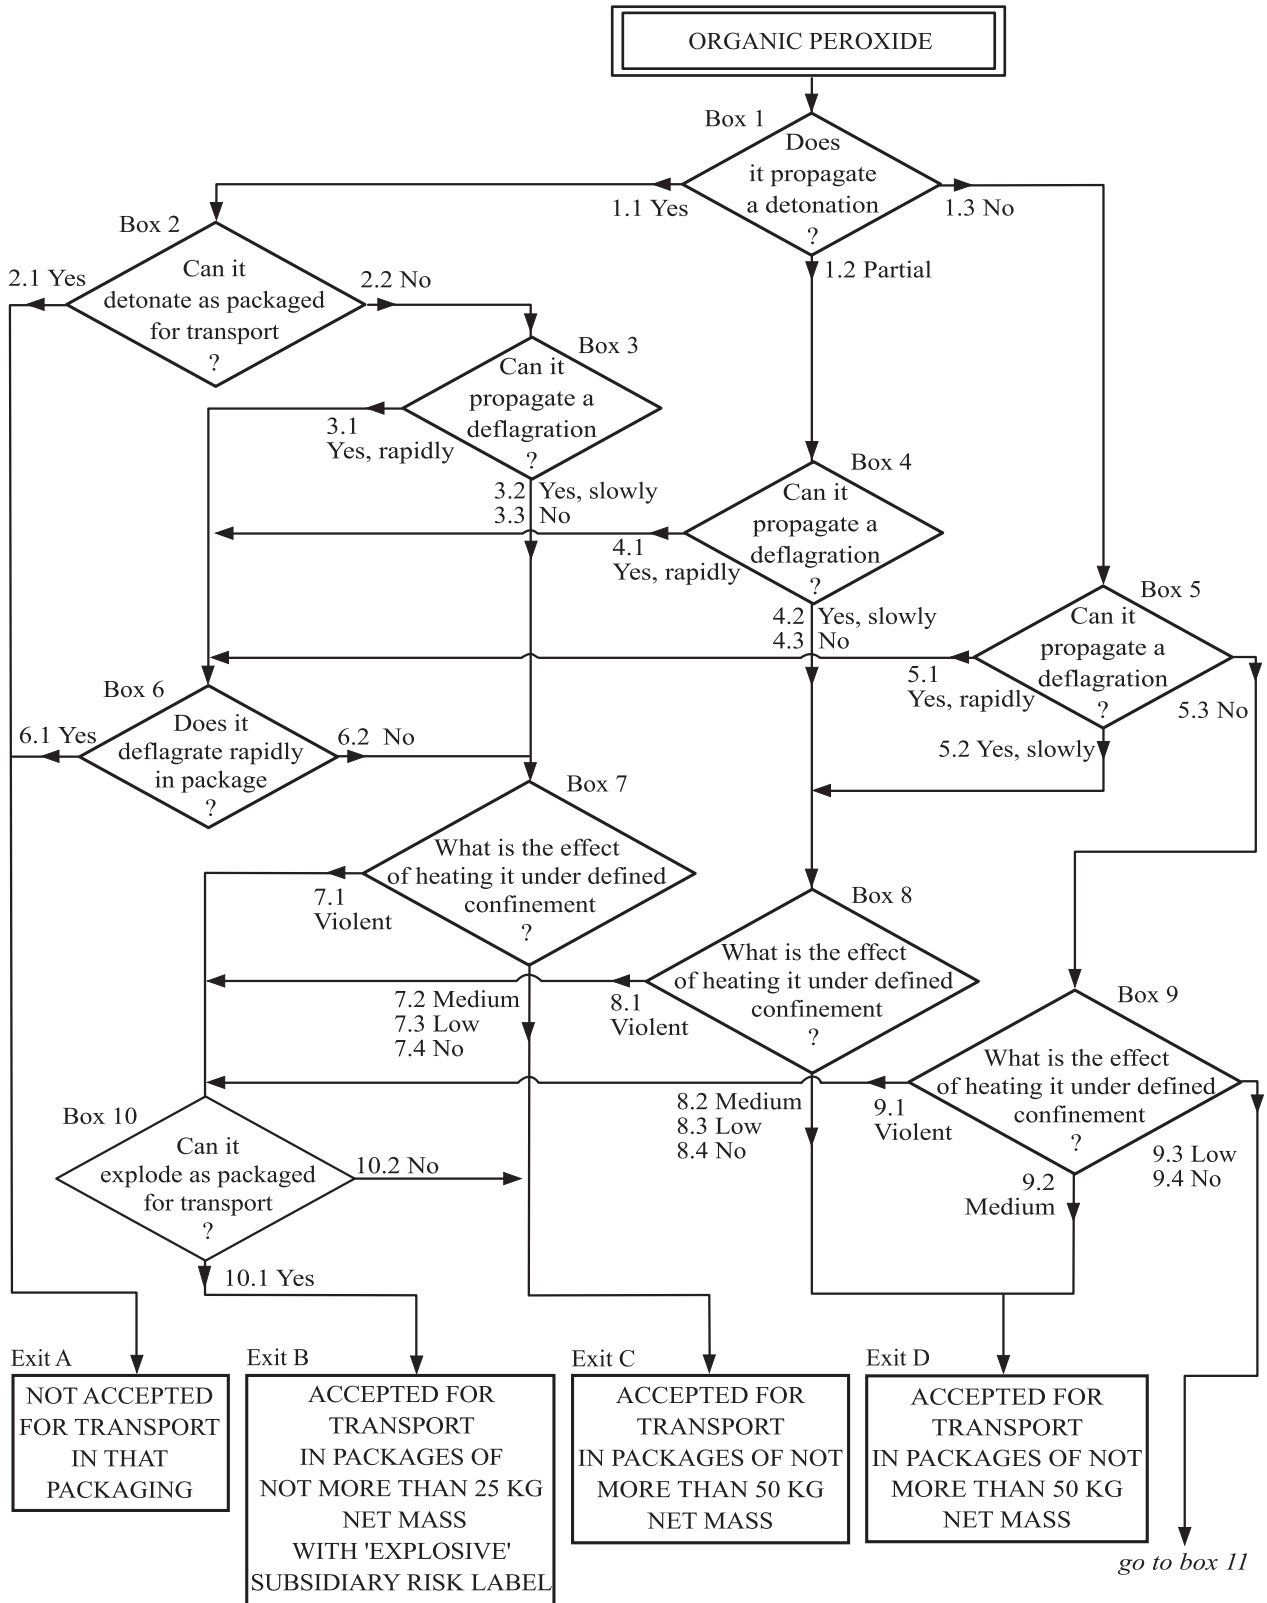 ORGANIC PEROXIDE
Box 1
Does
it propagate
a detonation
?
1.1 Yes
1.3 No
1.2 Partial
Box 2
Can it
detonate as packaged
for transport
?
2.1 Yes
2.2 No
Box 3
Can it
propagate a
deflagration
?
3.1
Yes, rapidly
3.2 Yes, slowly
3.3 No
Box 4
Can it
propagate a
deflagration
?
4.1
Yes, rapidly
4.2 Yes, slowly
4.3 No
Box 5
Can it
propagate a
deflagration
?
5.1
Yes, rapidly
5.3 No
5.2 Yes, slowly
Box 6
Does it
deflagrate rapidly
in package
?
6.1 Yes
6.2 No
Box 7
What is the effect
of heating it under defined
confinement
?
7.1
Violent
7.2 Medium
7.3 Low
7.4 No
Box 8
What is the effect
of heating it under defined
confinement
?
8.1
Violent
8.2 Medium
8.3 Low
8.4 No
Box 9
What is the effect
of heating it under defined
confinement
?
9.1
Violent
9.2
Medium
9.3 Low
9.4 No
Box 10
Can it
explode as packaged
for transport
?
10.2 No
10.1 Yes
Exit A
NOT ACCEPTED
FOR TRANSPORT
IN THAT
PACKAGING
Exit B
ACCEPTED FOR
TRANSPORT
IN PACKAGES OF
NOT MORE THAN 25 KG
NET MASS
WITH 'EXPLOSIVE'
SUBSIDIARY RISK LABEL
Exit C
ACCEPTED FOR
TRANSPORT
IN PACKAGES OF NOT
MORE THAN 50 KG
NET MASS
Exit D
ACCEPTED FOR
TRANSPORT
IN PACKAGES OF NOT
MORE THAN 50 KG
NET MASS
go to box 11